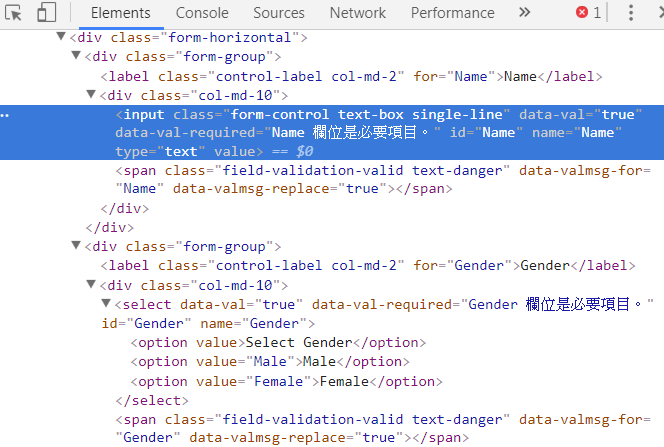 Elements Console Sources Network Performance » 1
<div class="form-horizontal">
<div class="form-group">
<label class="control-label col-md-2" for="Name">Name</label>
<div class="col-md-10">
<input class="form-control text-box single-line" data-val="true"
data-val-required="Name 欄位是必要項目。" id="Name" name="Name"
type="text" value> == $0
<span class="field-validation-valid text-danger" data-valmsg-for=
"Name" data-valmsg-replace="true"></span>
</div>
</div>
<div class="form-group">
<label class="control-label col-md-2" for="Gender">Gender</label>
<div class="col-md-10">
<select data-val="true" data-val-required="Gender 欄位是必要項目。"
id="Gender" name="Gender">
<option value>Select Gender</option>
<option value="Male">Male</option>
<option value="Female">Female</option>
</select>
<span class="field-validation-valid text-danger" data-valmsg-for=
"Gender" data-valmsg-replace="true"></span>